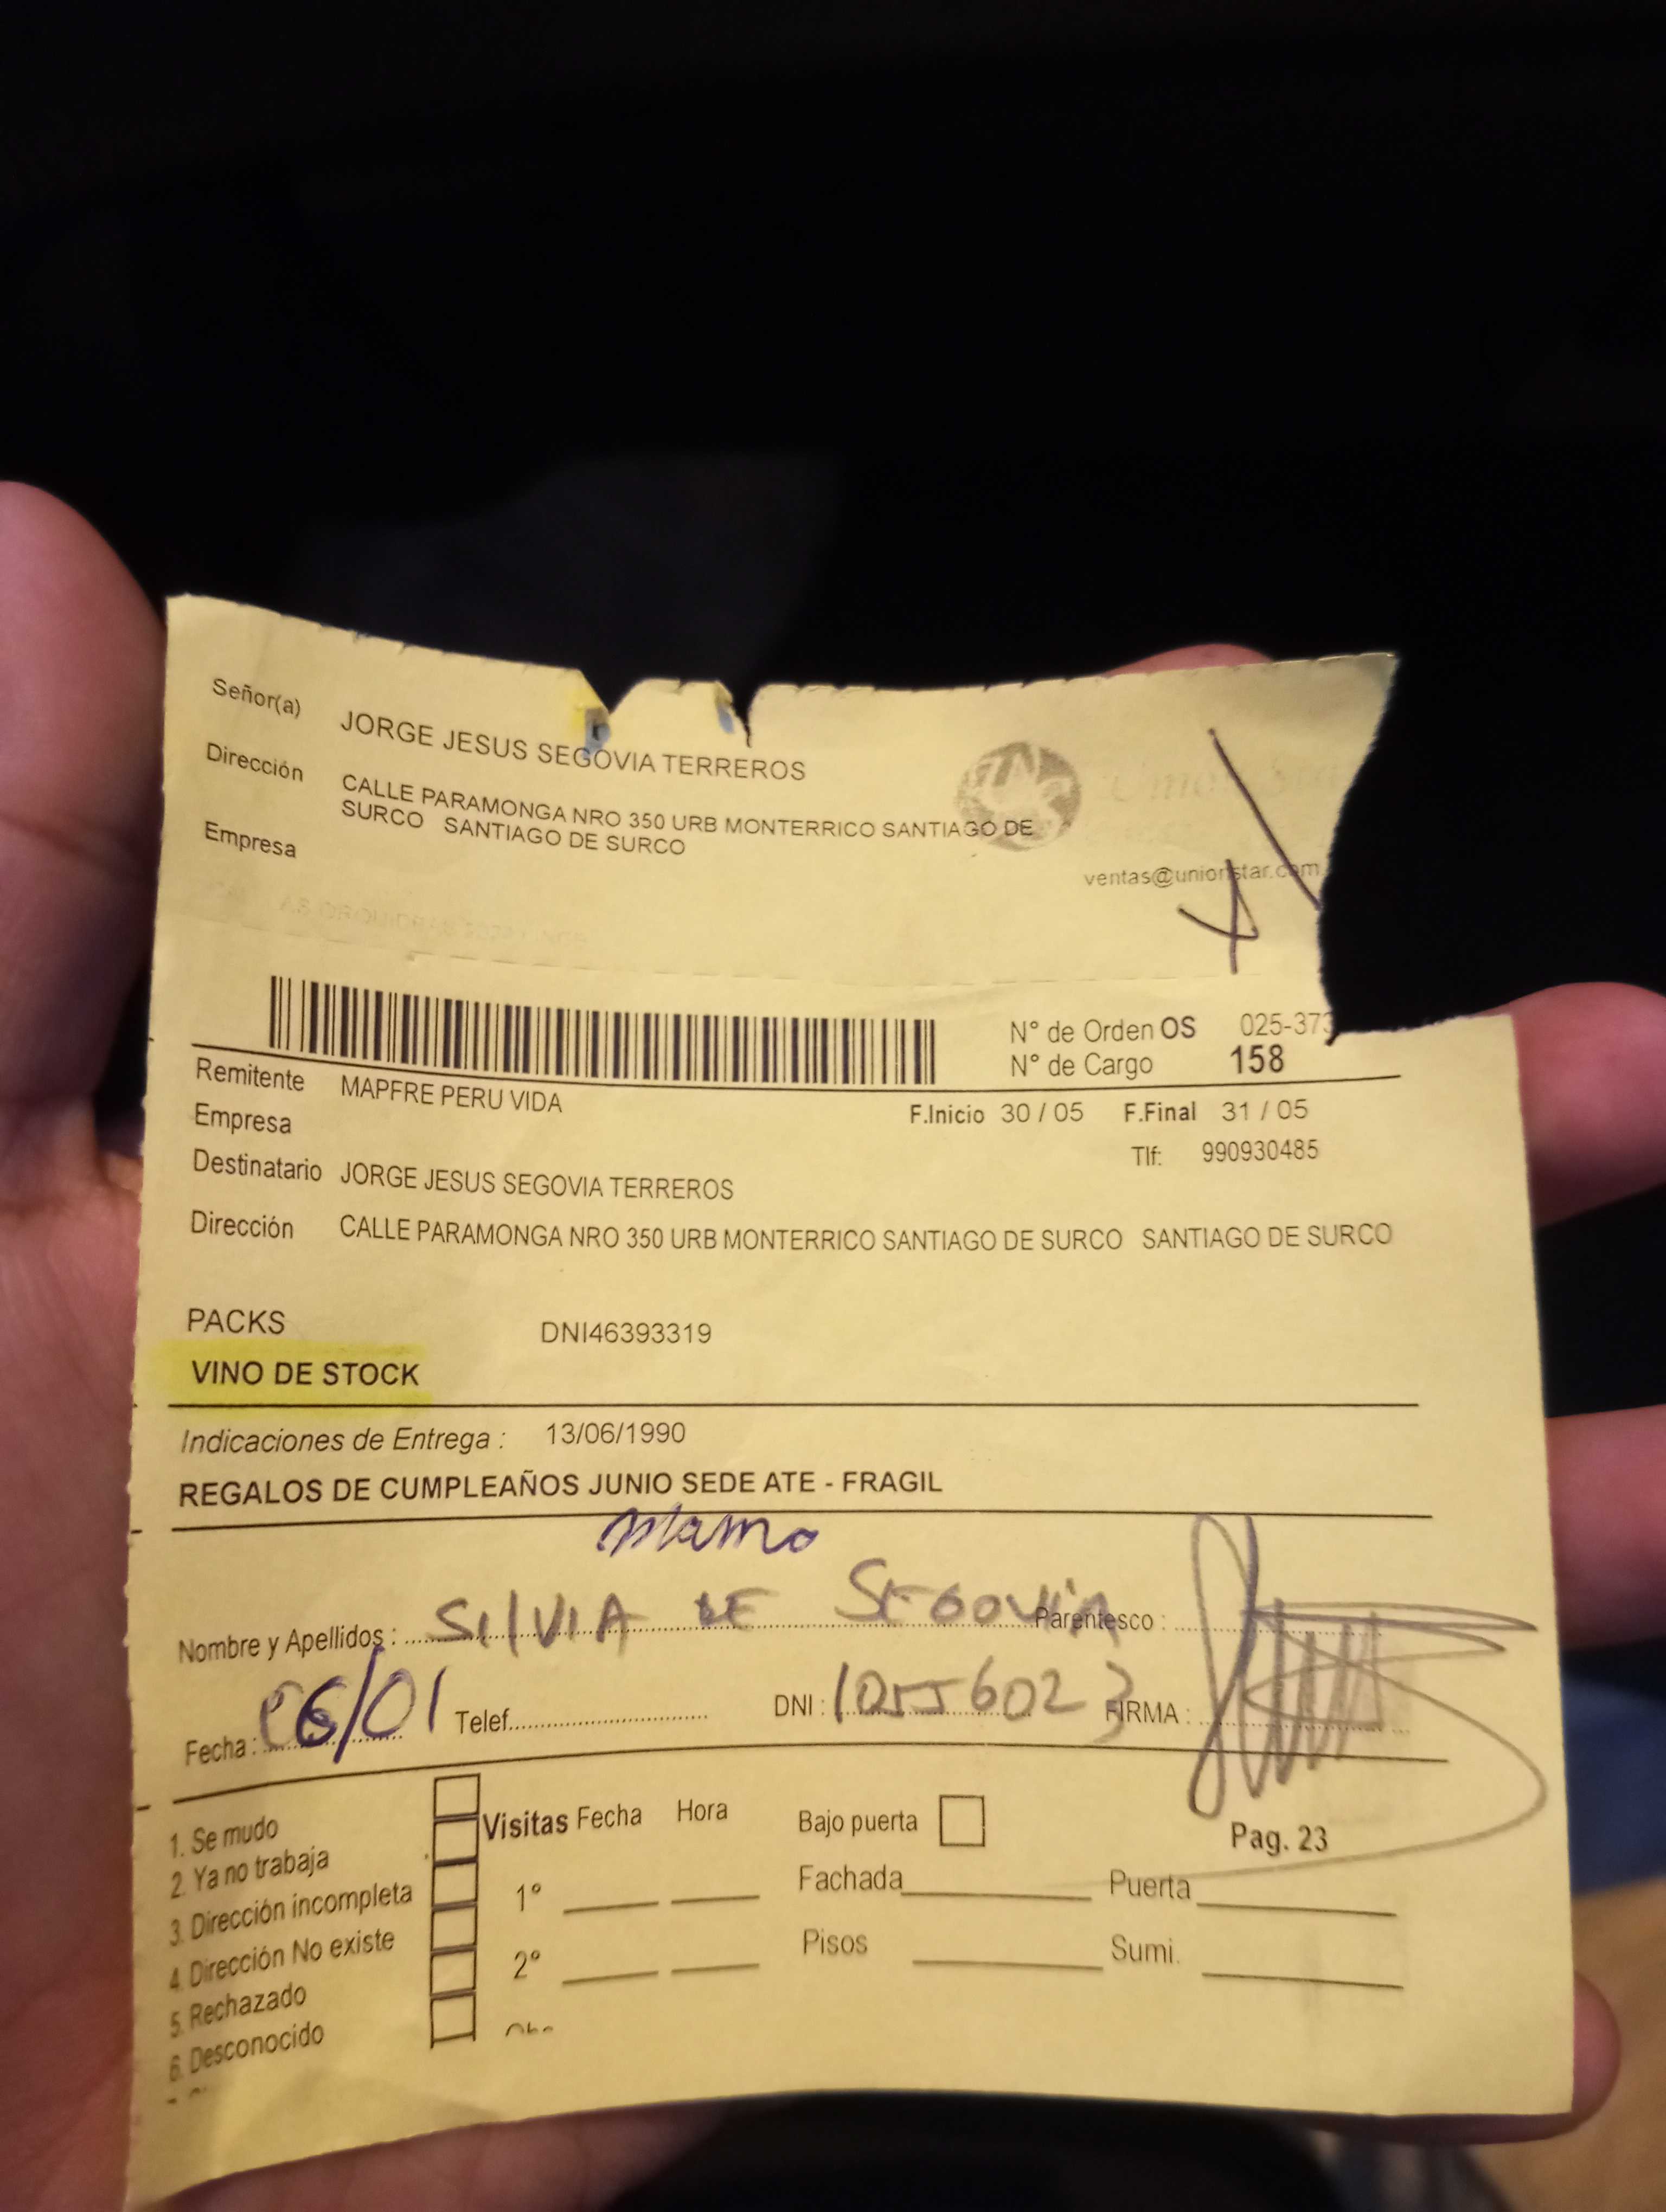 Señor(a) JORGE JESUS SEGOVIA TERREROS
Dirección CALLE PARAMONGA NRO 350 URB MONTERRICO SANTIAGO DE
SURCO SANTIAGO DE SURCO
Empresa
ventas@unionstar.com
N° de Orden OS 025-373
N° de Cargo 158
Remitente MAPFRE PERU VIDA
Empresa
F.Inicio 30 / 05 F.Final 31 / 05
Tlf: 990930485
Destinatario JORGE JESUS SEGOVIA TERREROS
Dirección CALLE PARAMONGA NRO 350 URB MONTERRICO SANTIAGO DE SURCO SANTIAGO DE SURCO
PACKS DNI46393319
VINO DE STOCK
Indicaciones de Entrega : 13/06/1990
REGALOS DE CUMPLEAÑOS JUNIO SEDE ATE - FRAGIL
Mama
Nombre y Apellidos : SILVIA DE SEGOVIA Parentesco :
Fecha : 06/01 Telef. DNI : 10556023 FIRMA :
1. Se mudo
2. Ya no trabaja
3. Dirección incompleta
4. Dirección No existe
5. Rechazado
6. Desconocido
Visitas Fecha Hora
1°
2°
Bajo puerta
Pag. 23
Fachada Puerta
Pisos Sumi.